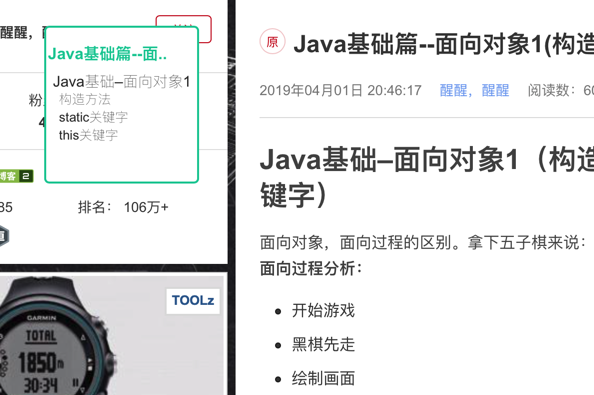 醒醒,
Java基础篇--面..
Java基础–面向对象1
构造方法
static关键字
this关键字
粉
4
博客 2
35
排名： 106万+
TOOLz
GARMIN
TOTAL
1850
30:34
原 Java基础篇--面向对象1(构造
2019年04月01日 20:46:17 醒醒，醒醒 阅读数：60
Java基础–面向对象1（构造
键字）
面向对象，面向过程的区别。拿下五子棋来说：
面向过程分析：
开始游戏
黑棋先走
绘制画面